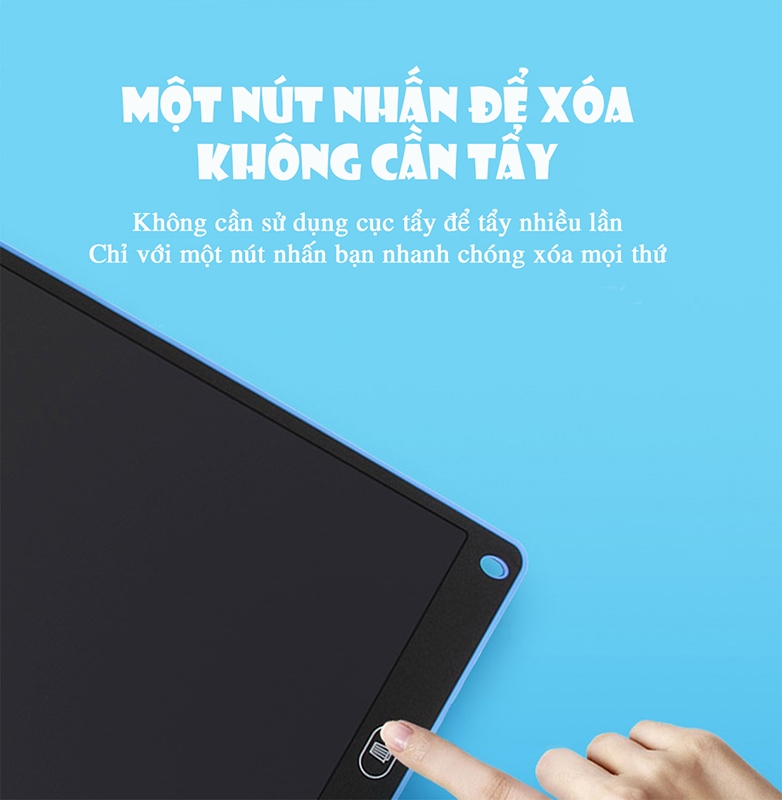 MỘT NÚT NHẤN ĐỂ XÓA
KHÔNG CẦN TẨY
Không cần sử dụng cục tẩy để tẩy nhiều lần
Chỉ với một nút nhấn bạn nhanh chóng xóa mọi thứ